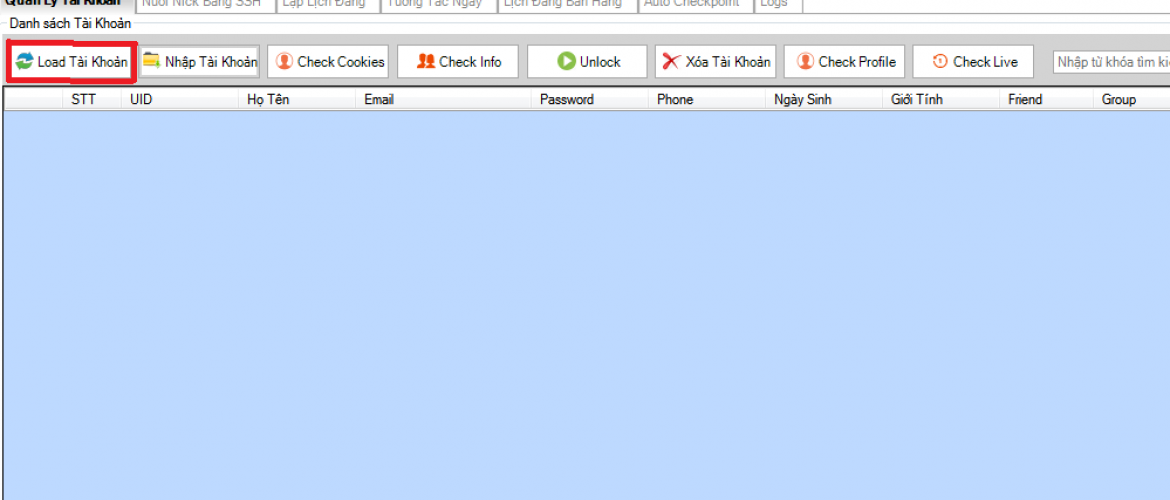 Quản Lý Tài Khoản Nuôi Nick Bằng SSH Lập Lịch Đăng Tương Tác Ngay Lịch Đăng Bán Hàng Auto Checkpoint Logs
Danh sách Tài Khoản
Load Tài Khoản Nhập Tài Khoản Check Cookies Check Info Unlock Xóa Tài Khoản Check Profile Check Live Nhập từ khóa tìm ki
STT UID Họ Tên Email Password Phone Ngày Sinh Giới Tính Friend Group